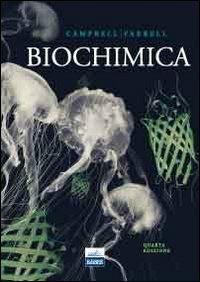 CAMPBELL | FARRELL
BIOCHIMICA
QUARTA
EDIZIONE